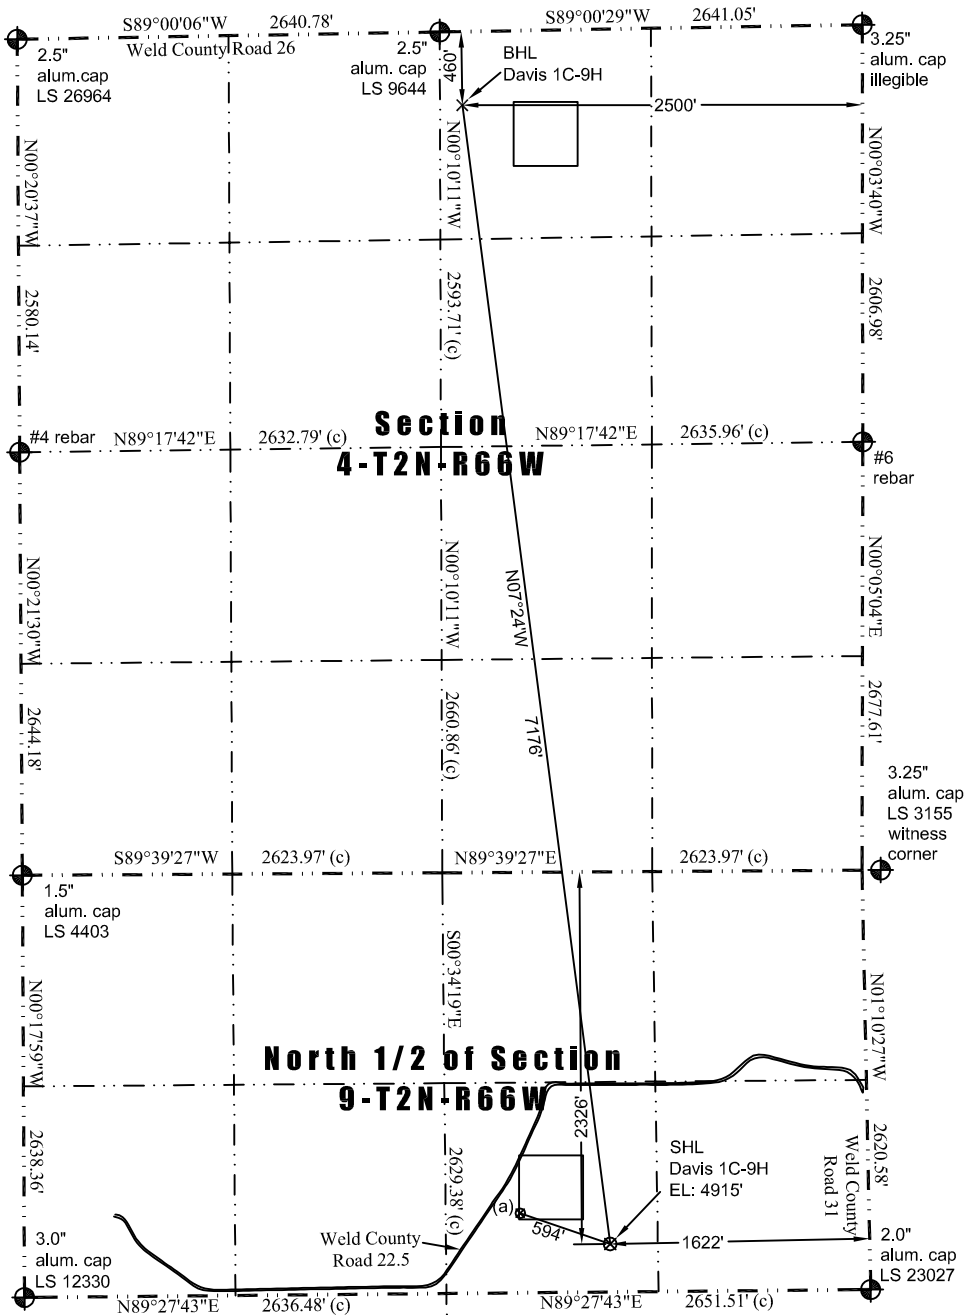 S89°00'06"W 2640.78' S89°00'29"W 2641.05'
Weld County Road 26
2.5"
alum.cap
LS 26964
2.5"
alum. cap
LS 9644
460'
BHL
Davis 1C-9H
3.25"
alum. cap
illegible
2500'
N00°20'37"W
2580.14'
N00°10'11"W
2593.71' (c)
N00°03'40"W
2606.98'
#4 rebar
N89°17'42"E 2632.79' (c)
Section
4-T2N-R66W
N89°17'42"E 2635.96' (c)
#6
rebar
N00°21'30"W
2644.18'
N00°10'11"W
2660.86' (c)
N07°24'W
7176'
N00°05'04"E
2677.61'
3.25"
alum. cap
LS 3155
witness
corner
S89°39'27"W 2623.97' (c) N89°39'27"E 2623.97' (c)
1.5"
alum. cap
LS 4403
N00°17'59"W
2638.36'
S00°34'19"E
2629.38' (c)
N01°10'27"W
2620.58'
North 1/2 of Section
9-T2N-R66W
2326'
SHL
Davis 1C-9H
EL: 4915'
Weld County
Road 31
(a)
594'
1622'
Weld County
Road 22.5
3.0"
alum. cap
LS 12330
2.0"
alum. cap
LS 23027
N89°27'43"E 2636.48' (c) N89°27'43"E 2651.51' (c)